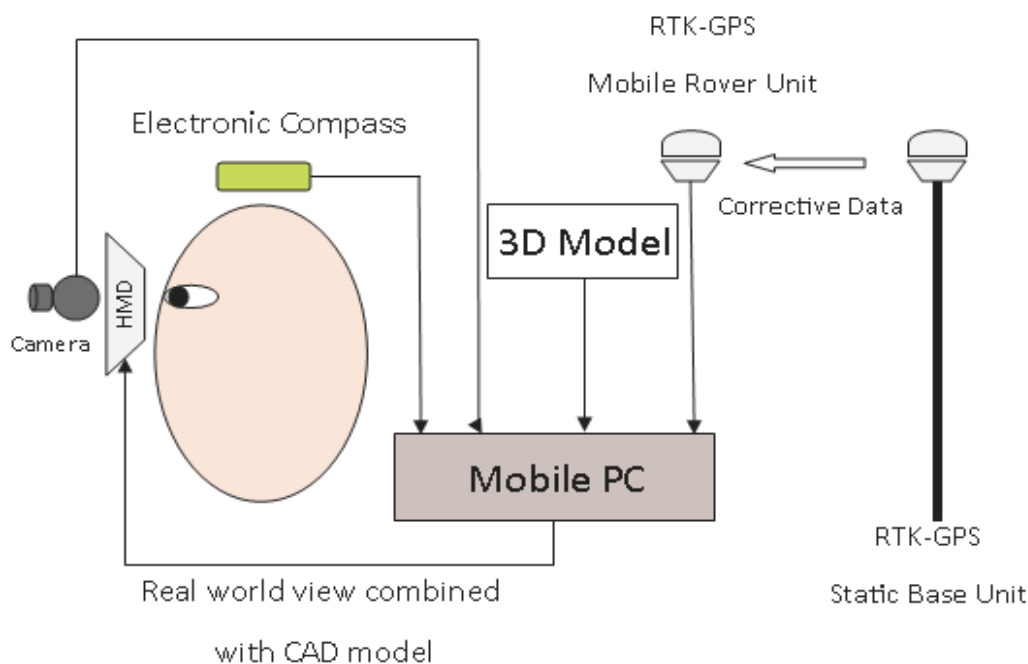 RTK-GPS
Mobile Rover Unit
Electronic Compass
Corrective Data
3D Model
HMD
Camera
Mobile PC
RTK-GPS
Static Base Unit
Real world view combined
with CAD model